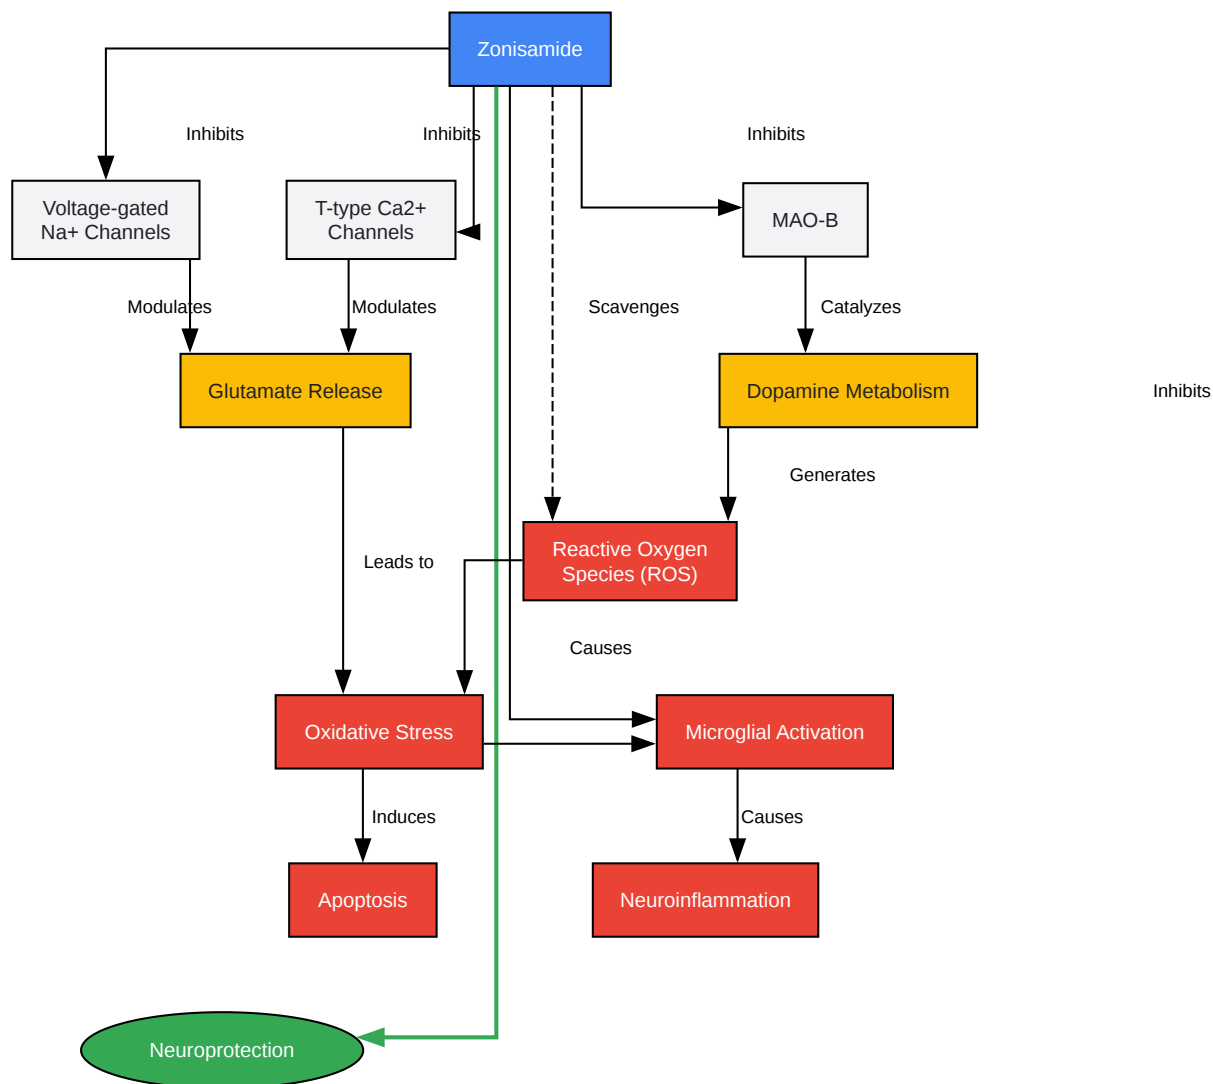 Zonisamide
Inhibits
Inhibits
Inhibits
Voltage-gated
Na+ Channels
T-type Ca2+
Channels
MAO-B
Modulates
Modulates
Scavenges
Catalyzes
Glutamate Release
Dopamine Metabolism
Inhibits
Generates
Reactive Oxygen
Species (ROS)
Leads to
Causes
Oxidative Stress
Microglial Activation
Induces
Causes
Apoptosis
Neuroinflammation
Neuroprotection